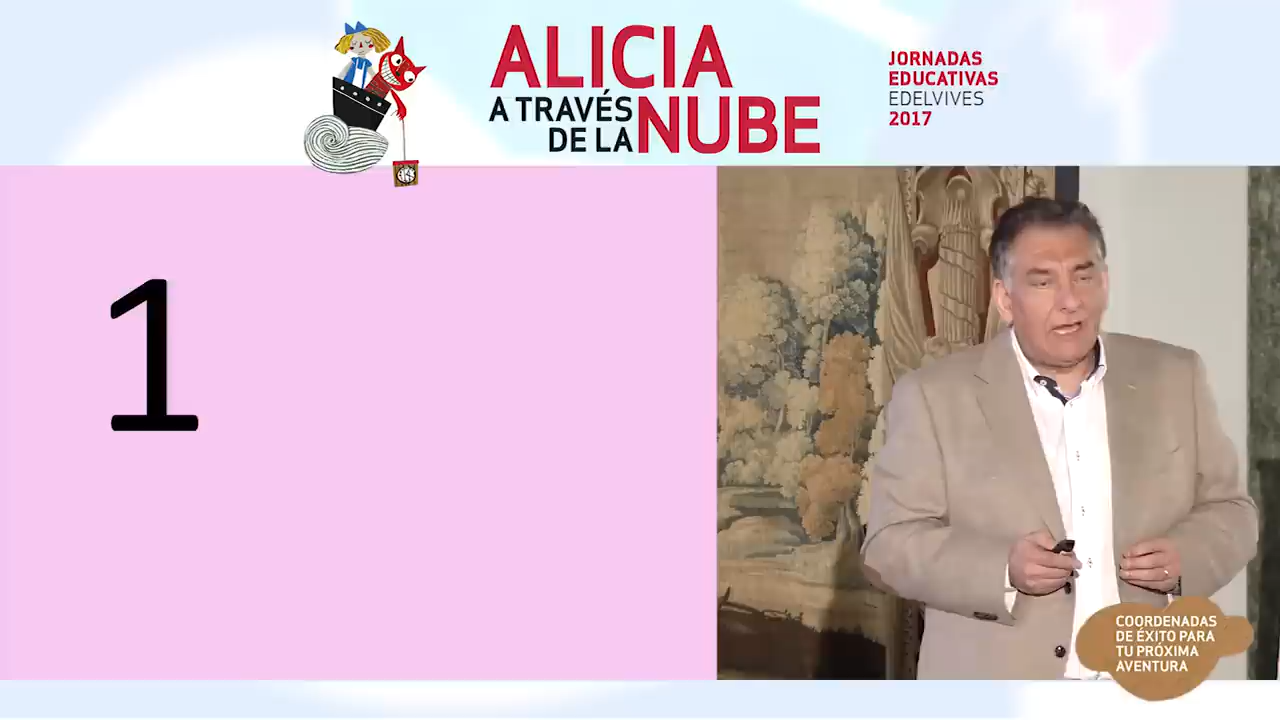 ALICIA
A TRAVÉS
DE LA NUBE
JORNADAS
EDUCATIVAS
EDELVIVES
2017
1
COORDENADAS
DE ÉXITO PARA
TU PRÓXIMA
AVENTURA